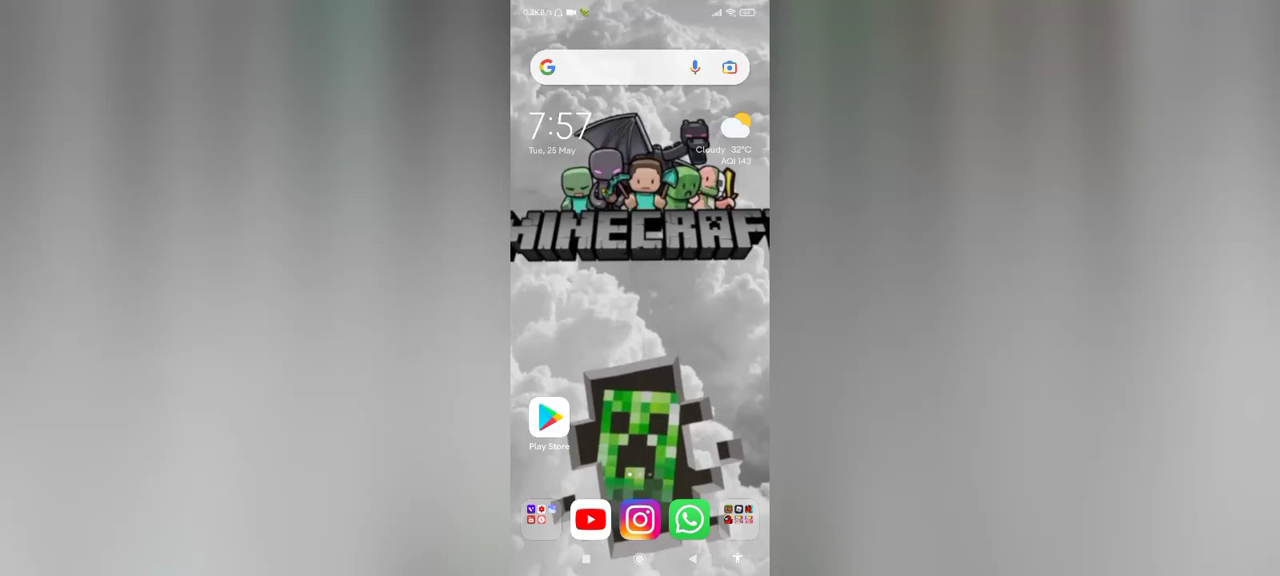 7:57
Tue, 25 May
Cloudy 32°C
AQI 143
MINECRAFT
Play Store